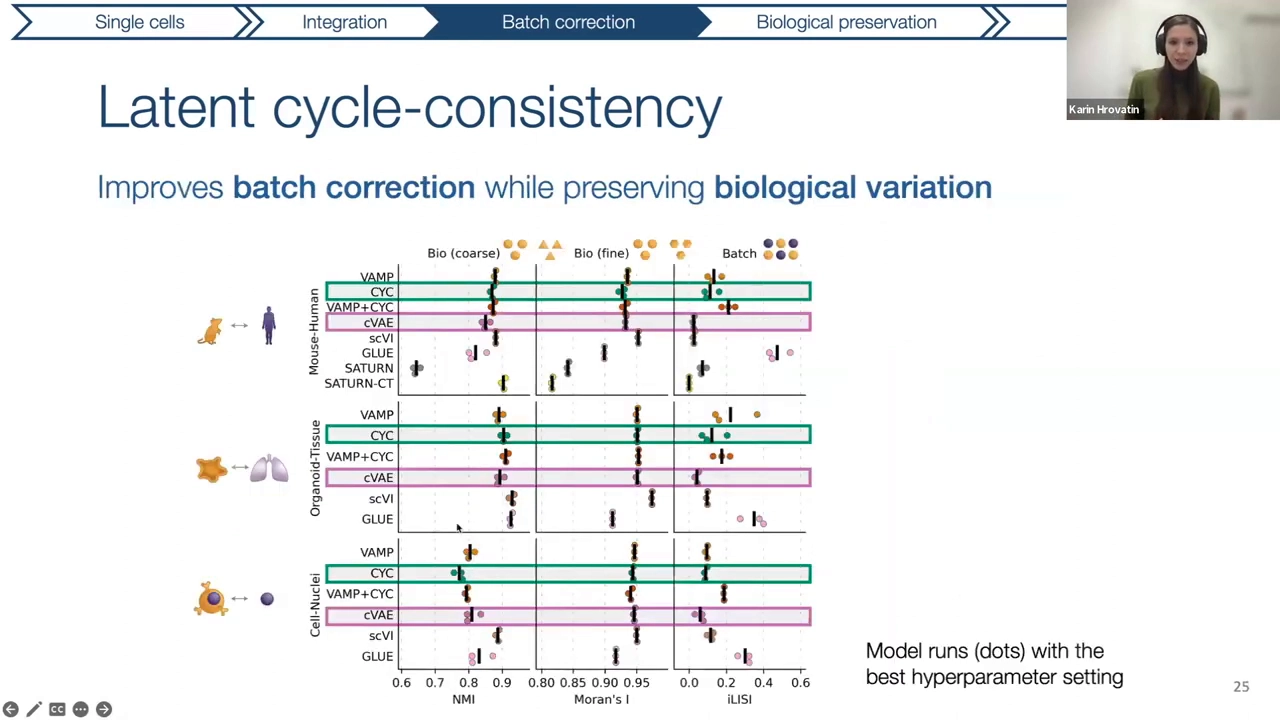 Single cells
Integration
Batch correction
Biological preservation
Karin Hrovatin
Latent cycle-consistency
Improves batch correction while preserving biological variation
Bio (coarse)
Bio (fine)
Batch
Mouse-Human
VAMP
CYC
VAMP+CYC
cVAE
scVI
GLUE
SATURN
SATURN-CT
Organoid-Tissue
VAMP
CYC
VAMP+CYC
cVAE
scVI
GLUE
Cell-Nuclei
VAMP
CYC
VAMP+CYC
cVAE
scVI
GLUE
0.6 0.7 0.8 0.9 0.80 0.85 0.90 0.95 0.0 0.2 0.4 0.6
NMI
Moran's I
iLISI
Model runs (dots) with the
best hyperparameter setting
25
CC